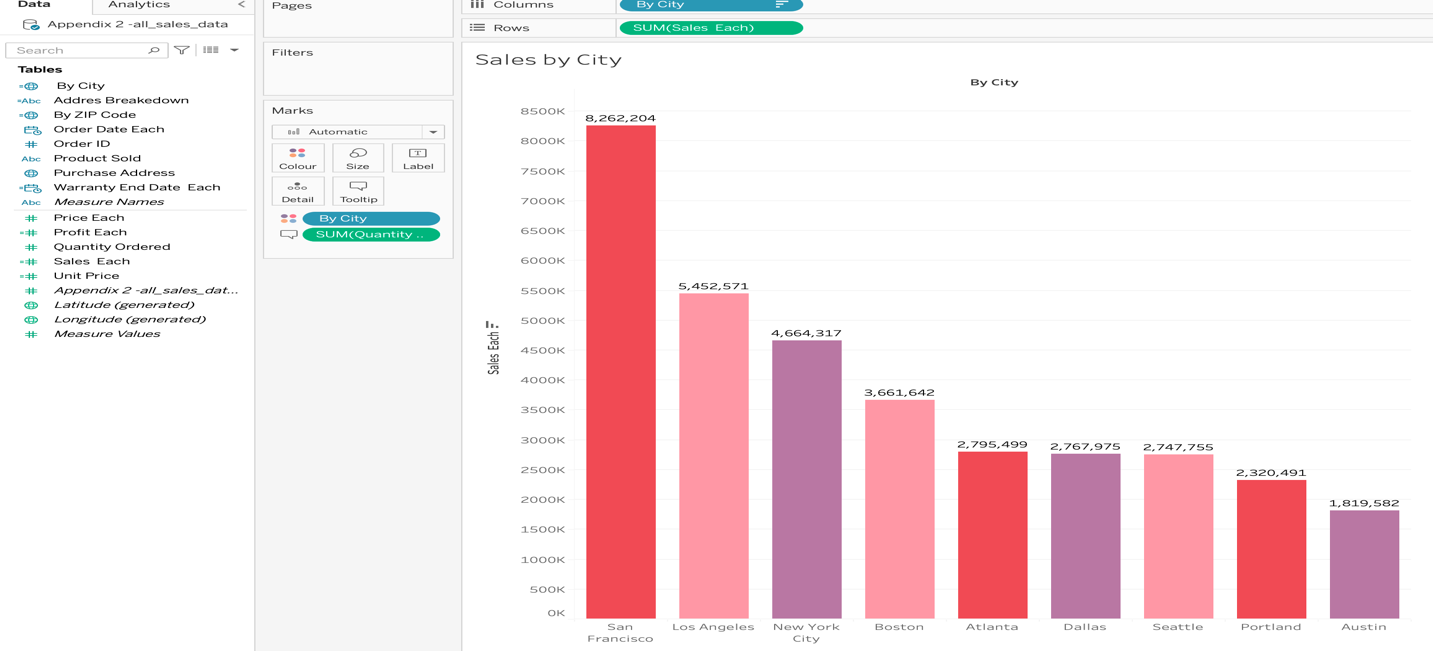 Data
Analytics
<
Appendix 2 -all_sales_data
Search
Tables
By City
Abc Addres Breakedown
By ZIP Code
Order Date Each
Order ID
Abc Product Sold
Purchase Address
Warranty End Date Each
Abc Measure Names
Price Each
Profit Each
Quantity Ordered
Sales Each
Unit Price
Appendix 2 -all_sales_dat...
Latitude (generated)
Longitude (generated)
Measure Values
Pages
Filters
Marks
Automatic
Colour
Size
T
Label
Detail
Tooltip
By City
SUM(Quantity ..
Columns
By City
Rows
SUM(Sales Each)
Sales by City
By City
Sales Each
8500K
8000K
7500K
7000K
6500K
6000K
5500K
5000K
4500K
4000K
3500K
3000K
2500K
2000K
1500K
1000K
500K
0K
8,262,204
5,452,571
4,664,317
3,661,642
2,795,499
2,767,975
2,747,755
2,320,491
1,819,582
San
Francisco
Los Angeles
New York
City
Boston
Atlanta
Dallas
Seattle
Portland
Austin